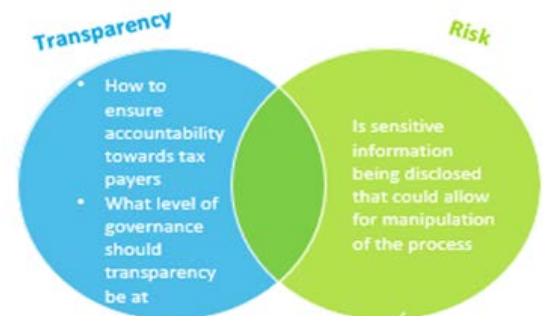 Transparency
Risk
• How to
ensure
accountability
towards tax
payers
• What level of
governance
should
transparency
be at
Is sensitive
information
being disclosed
that could allow
for manipulation
of the process